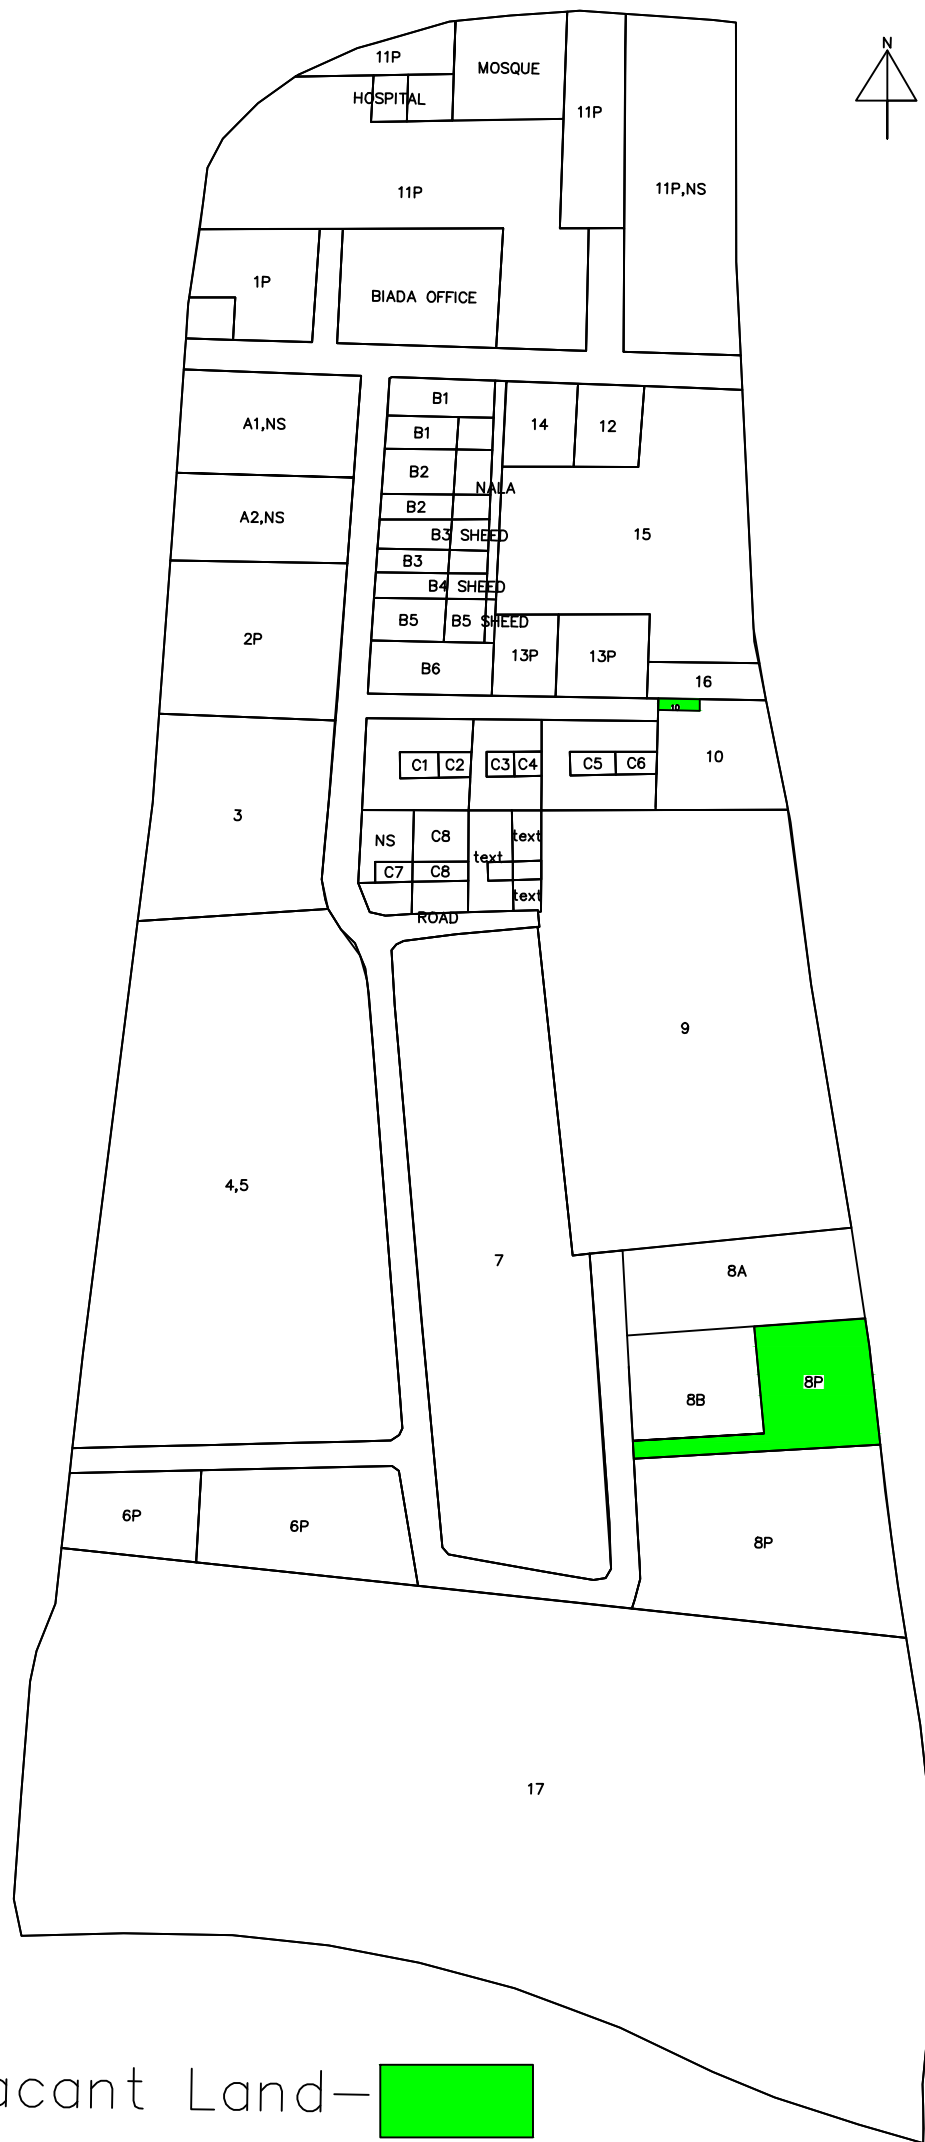 N
11P
MOSQUE
HOSPITAL
11P
11P
11P,NS
1P
BIADA OFFICE
B1
A1,NS
14
12
B1
B2
NALA
B2
A2,NS
B3 SHEED
15
B3
B4 SHEED
B5
B5 SHEED
2P
13P
13P
B6
16
10
10
C1
C2
C3
C4
C5
C6
3
NS
C8
text
text
C7
C8
text
ROAD
9
4,5
7
8A
8P
8B
6P
6P
8P
17
acant Land-